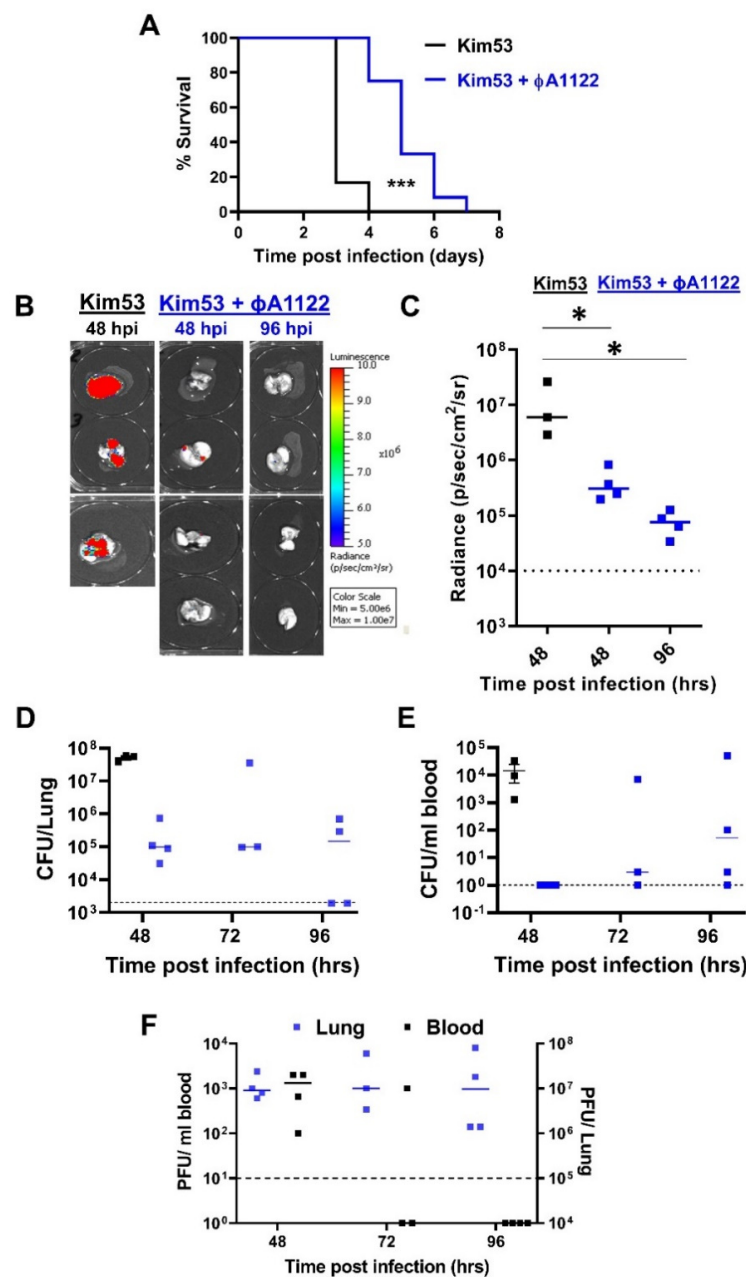 A
Kim53
Kim53 + ϕA1122
% Survival
100
80
60
40
20
0
***
0 2 4 6 8
Time post infection (days)
B
Kim53 Kim53 + ϕA1122
48 hpi 48 hpi 96 hpi
Luminescence
10.0
9.0
8.0
x10⁶
7.0
6.0
5.0
Radiance
(p/sec/cm²/sr)
Color Scale
Min = 5.00e6
Max = 1.00e7
3
C
Kim53 Kim53 + ϕA1122
*
*
Radiance (p/sec/cm²/sr)
10⁸
10⁷
10⁶
10⁵
10⁴
10³
48 48 96
Time post infection (hrs)
D
CFU/Lung
10⁸
10⁷
10⁶
10⁵
10⁴
10³
48 72 96
Time post infection (hrs)
E
CFU/ml blood
10⁵
10⁴
10³
10²
10¹
10⁰
10⁻¹
48 72 96
Time post infection (hrs)
F
Lung Blood
PFU/ ml blood
10⁴
10³
10²
10¹
10⁰
PFU/ Lung
10⁸
10⁷
10⁶
10⁵
10⁴
48 72 96
Time post infection (hrs)